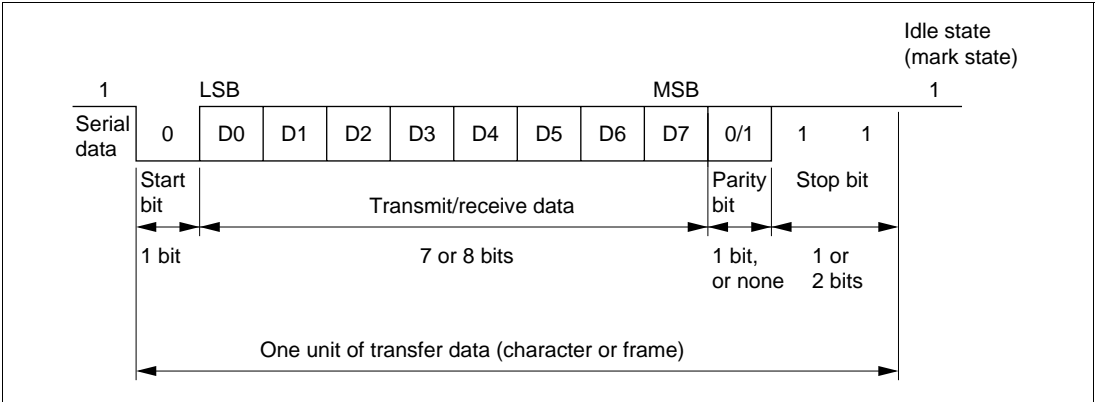 Idle state
(mark state)
1 LSB MSB 1
Serial
data
0 D0 D1 D2 D3 D4 D5 D6 D7 0/1 1 1
Start
bit
Transmit/receive data
Parity
bit
Stop bit
1 bit
7 or 8 bits
1 bit,
or none
1 or
2 bits
One unit of transfer data (character or frame)